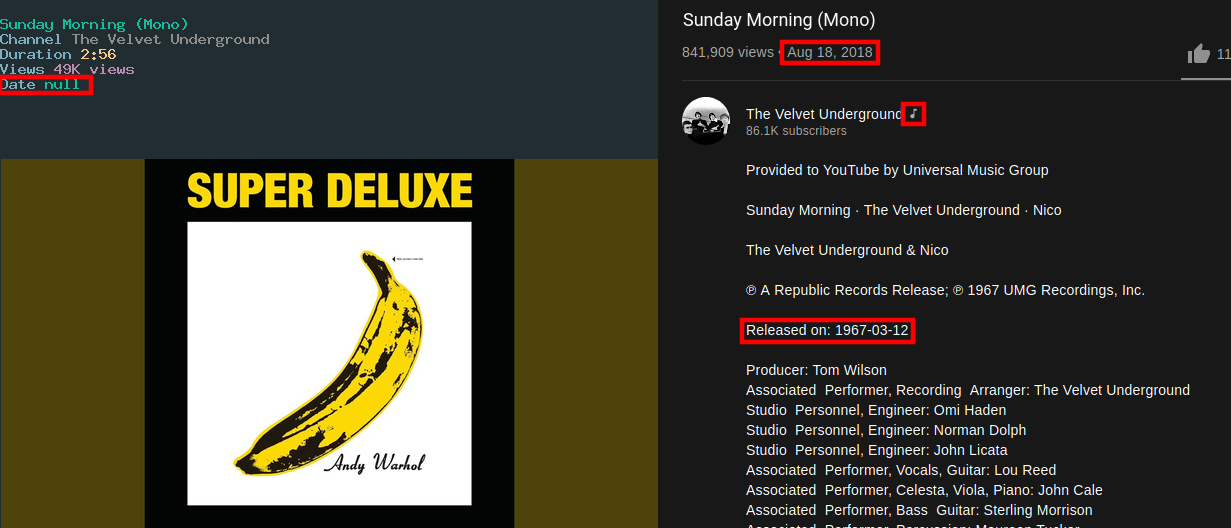 Sunday Morning (Mono)
Channel The Velvet Underground
Duration 2:56
Views 49K views
Date null
SUPER DELUXE
Andy Warhol
Sunday Morning (Mono)
841,909 views • Aug 18, 2018
11
The Velvet Underground
86.1K subscribers
Provided to YouTube by Universal Music Group
Sunday Morning · The Velvet Underground · Nico
The Velvet Underground & Nico
℗ A Republic Records Release; ℗ 1967 UMG Recordings, Inc.
Released on: 1967-03-12
Producer: Tom Wilson
Associated  Performer, Recording  Arranger: The Velvet Underground
Studio  Personnel, Engineer: Omi Haden
Studio  Personnel, Engineer: Norman Dolph
Studio  Personnel, Engineer: John Licata
Associated  Performer, Vocals, Guitar: Lou Reed
Associated  Performer, Celesta, Viola, Piano: John Cale
Associated  Performer, Bass  Guitar: Sterling Morrison
Associated  Performer, Percussion: Maureen Tucker